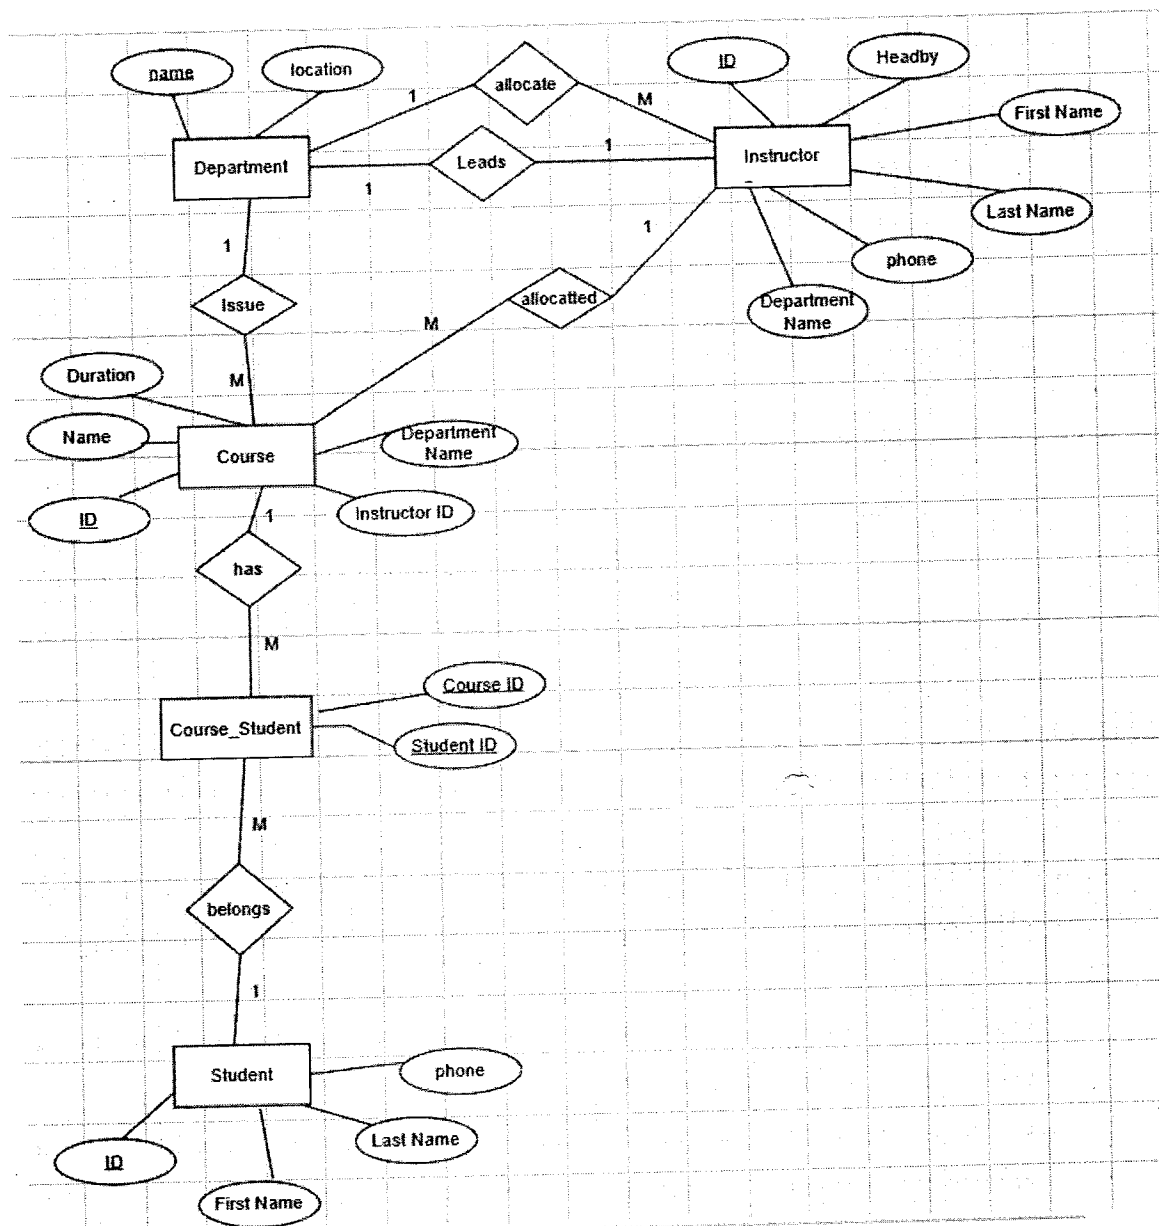 name
location
allocate
ID
Headby
First Name
1
M
Department
Leads
1
1
Instructor
Last Name
1
1
phone
Issue
allocatted
Department
Name
M
Duration
M
Name
Department
Name
Course
ID
Instructor ID
1
has
M
Course ID
Course_Student
Student ID
M
belongs
1
Student
phone
Last Name
ID
First Name